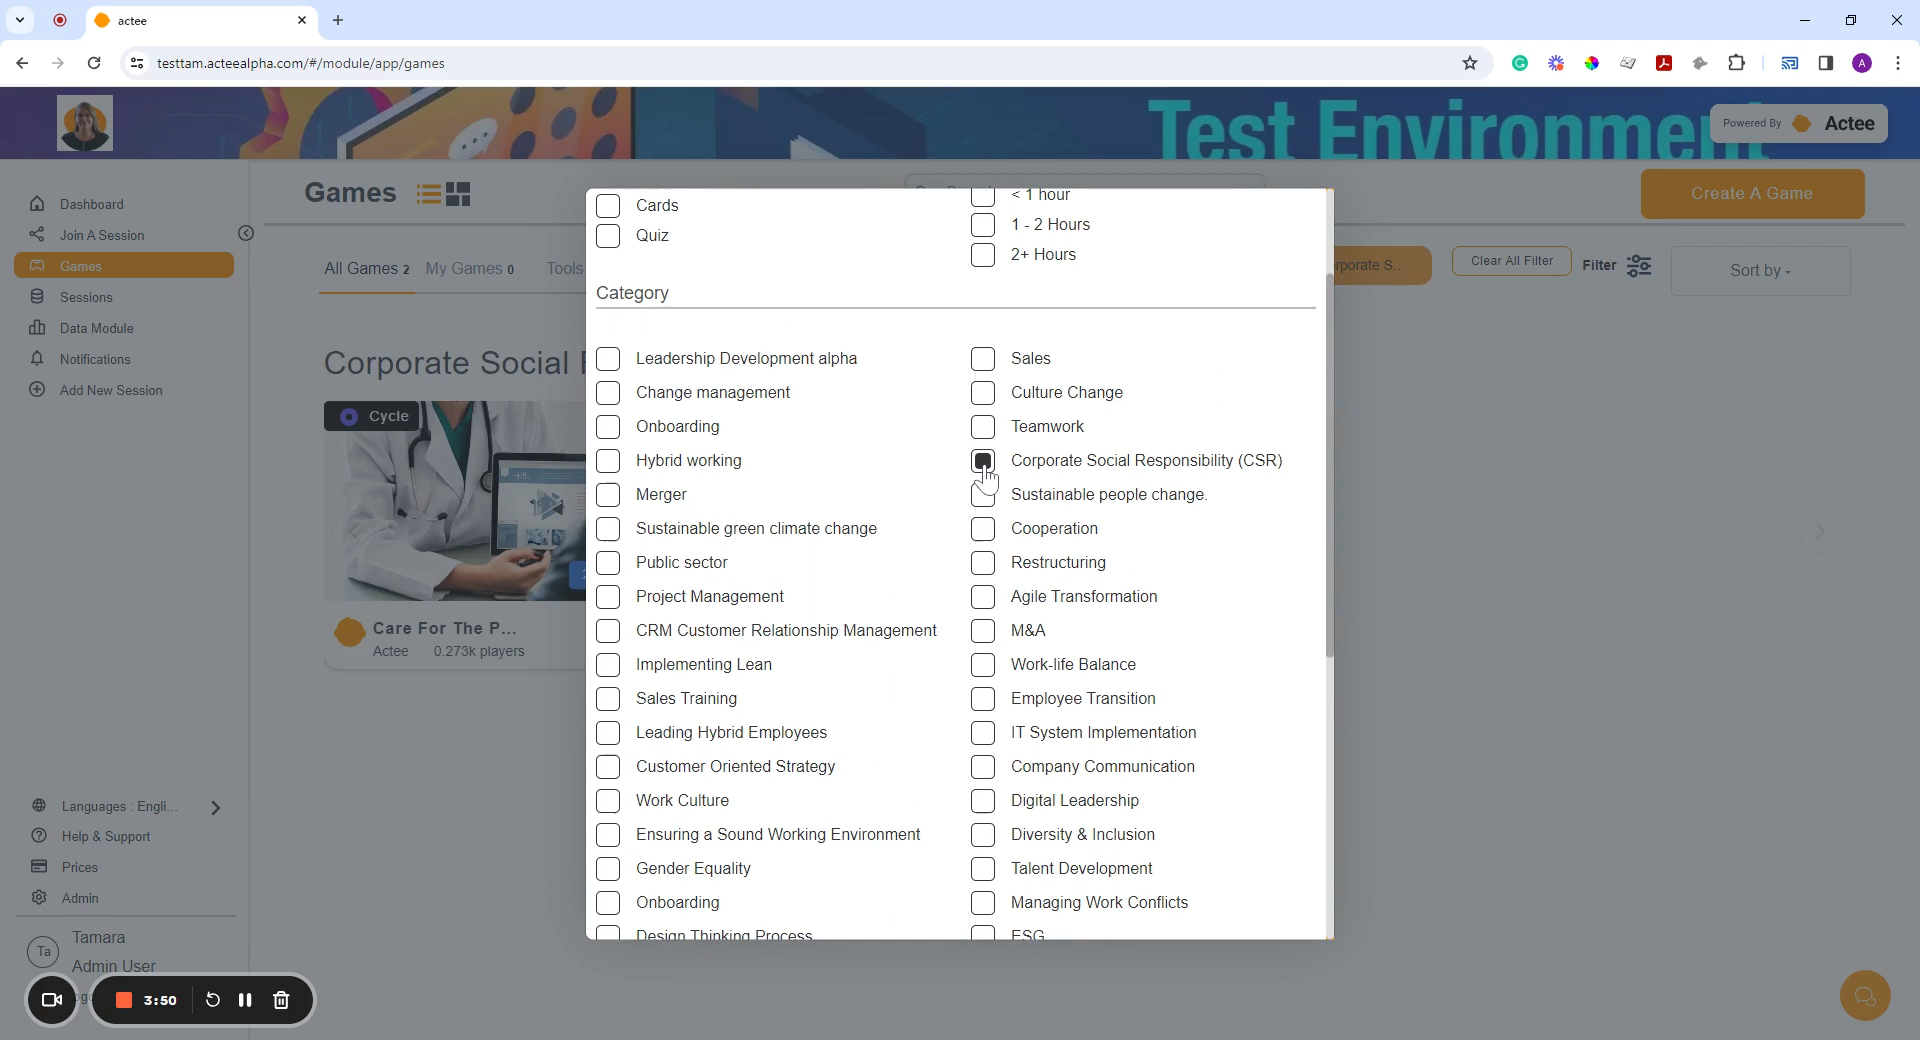 actee
testtam.acteealpha.com/#/module/app/games
Test Environment
Powered By Actee
Dashboard
Join A Session
Games
Sessions
Data Module
Notifications
Add New Session
Languages : Engli...
Help & Support
Prices
Admin
Ta
Tamara
Admin User
3:50
Games
Create A Game
All Games 2
My Games 0
Tools
rporate S...
Clear All Filter
Filter
Sort by
Corporate Social
Cycle
Care For The P...
Actee 0.273k players
Cards
Quiz
< 1 hour
1 - 2 Hours
2+ Hours
Category
Leadership Development alpha
Change management
Onboarding
Hybrid working
Merger
Sustainable green climate change
Public sector
Project Management
CRM Customer Relationship Management
Implementing Lean
Sales Training
Leading Hybrid Employees
Customer Oriented Strategy
Work Culture
Ensuring a Sound Working Environment
Gender Equality
Onboarding
Design Thinking Process
Sales
Culture Change
Teamwork
Corporate Social Responsibility (CSR)
Sustainable people change.
Cooperation
Restructuring
Agile Transformation
M&A
Work-life Balance
Employee Transition
IT System Implementation
Company Communication
Digital Leadership
Diversity & Inclusion
Talent Development
Managing Work Conflicts
ESG
A